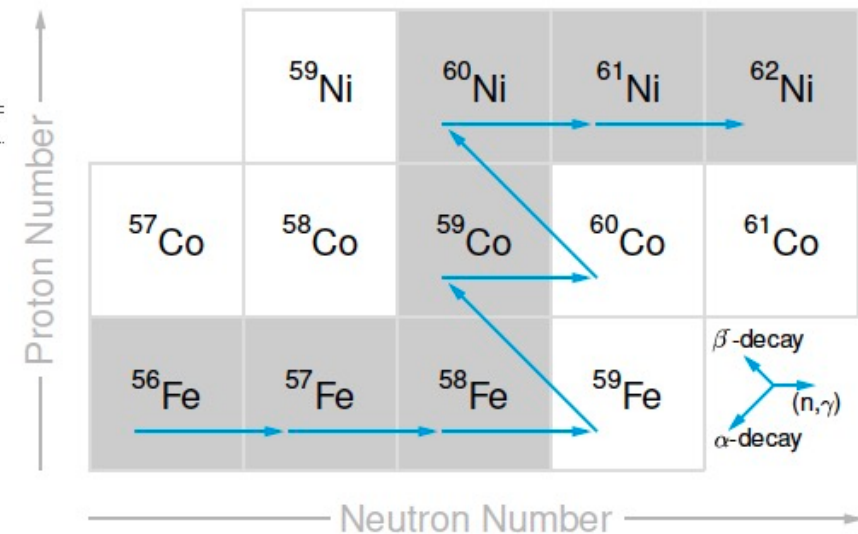 Proton Number
⁵⁹Ni ⁶⁰Ni ⁶¹Ni ⁶²Ni
⁵⁷Co ⁵⁸Co ⁵⁹Co ⁶⁰Co ⁶¹Co
⁵⁶Fe ⁵⁷Fe ⁵⁸Fe ⁵⁹Fe
β⁻-decay
(n,γ)
α-decay
Neutron Number